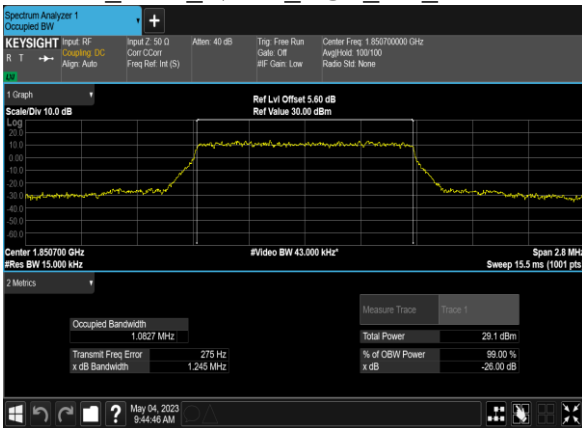 Spectrum Analyzer 1
Occupied BW
KEYSIGHT Input: RF Input Z: 50 Ω Atten: 40 dB Trig: Free Run Center Freq: 1.850700000 GHz
R T Coupling: DC Corr CCorr Gate: Off Avg|Hold: 100/100
Align: Auto Freq Ref: Int (S) #IF Gain: Low Radio Std: None
1 Graph
Ref Lvl Offset 5.60 dB
Scale/Div 10.0 dB Ref Value 30.00 dBm
Log
20.0
10.0
0.00
-10.0
-20.0
-30.0
-40.0
-50.0
-60.0
Center 1.850700 GHz #Video BW 43.000 kHz* Span 2.8 MHz
#Res BW 15.000 kHz Sweep 15.5 ms (1001 pts
2 Metrics
Measure Trace Trace 1
Occupied Bandwidth
1.0827 MHz Total Power 29.1 dBm
Transmit Freq Error 275 Hz % of OBW Power 99.00 %
x dB Bandwidth 1.245 MHz x dB -26.00 dB
May 04, 2023
9:44:46 AM